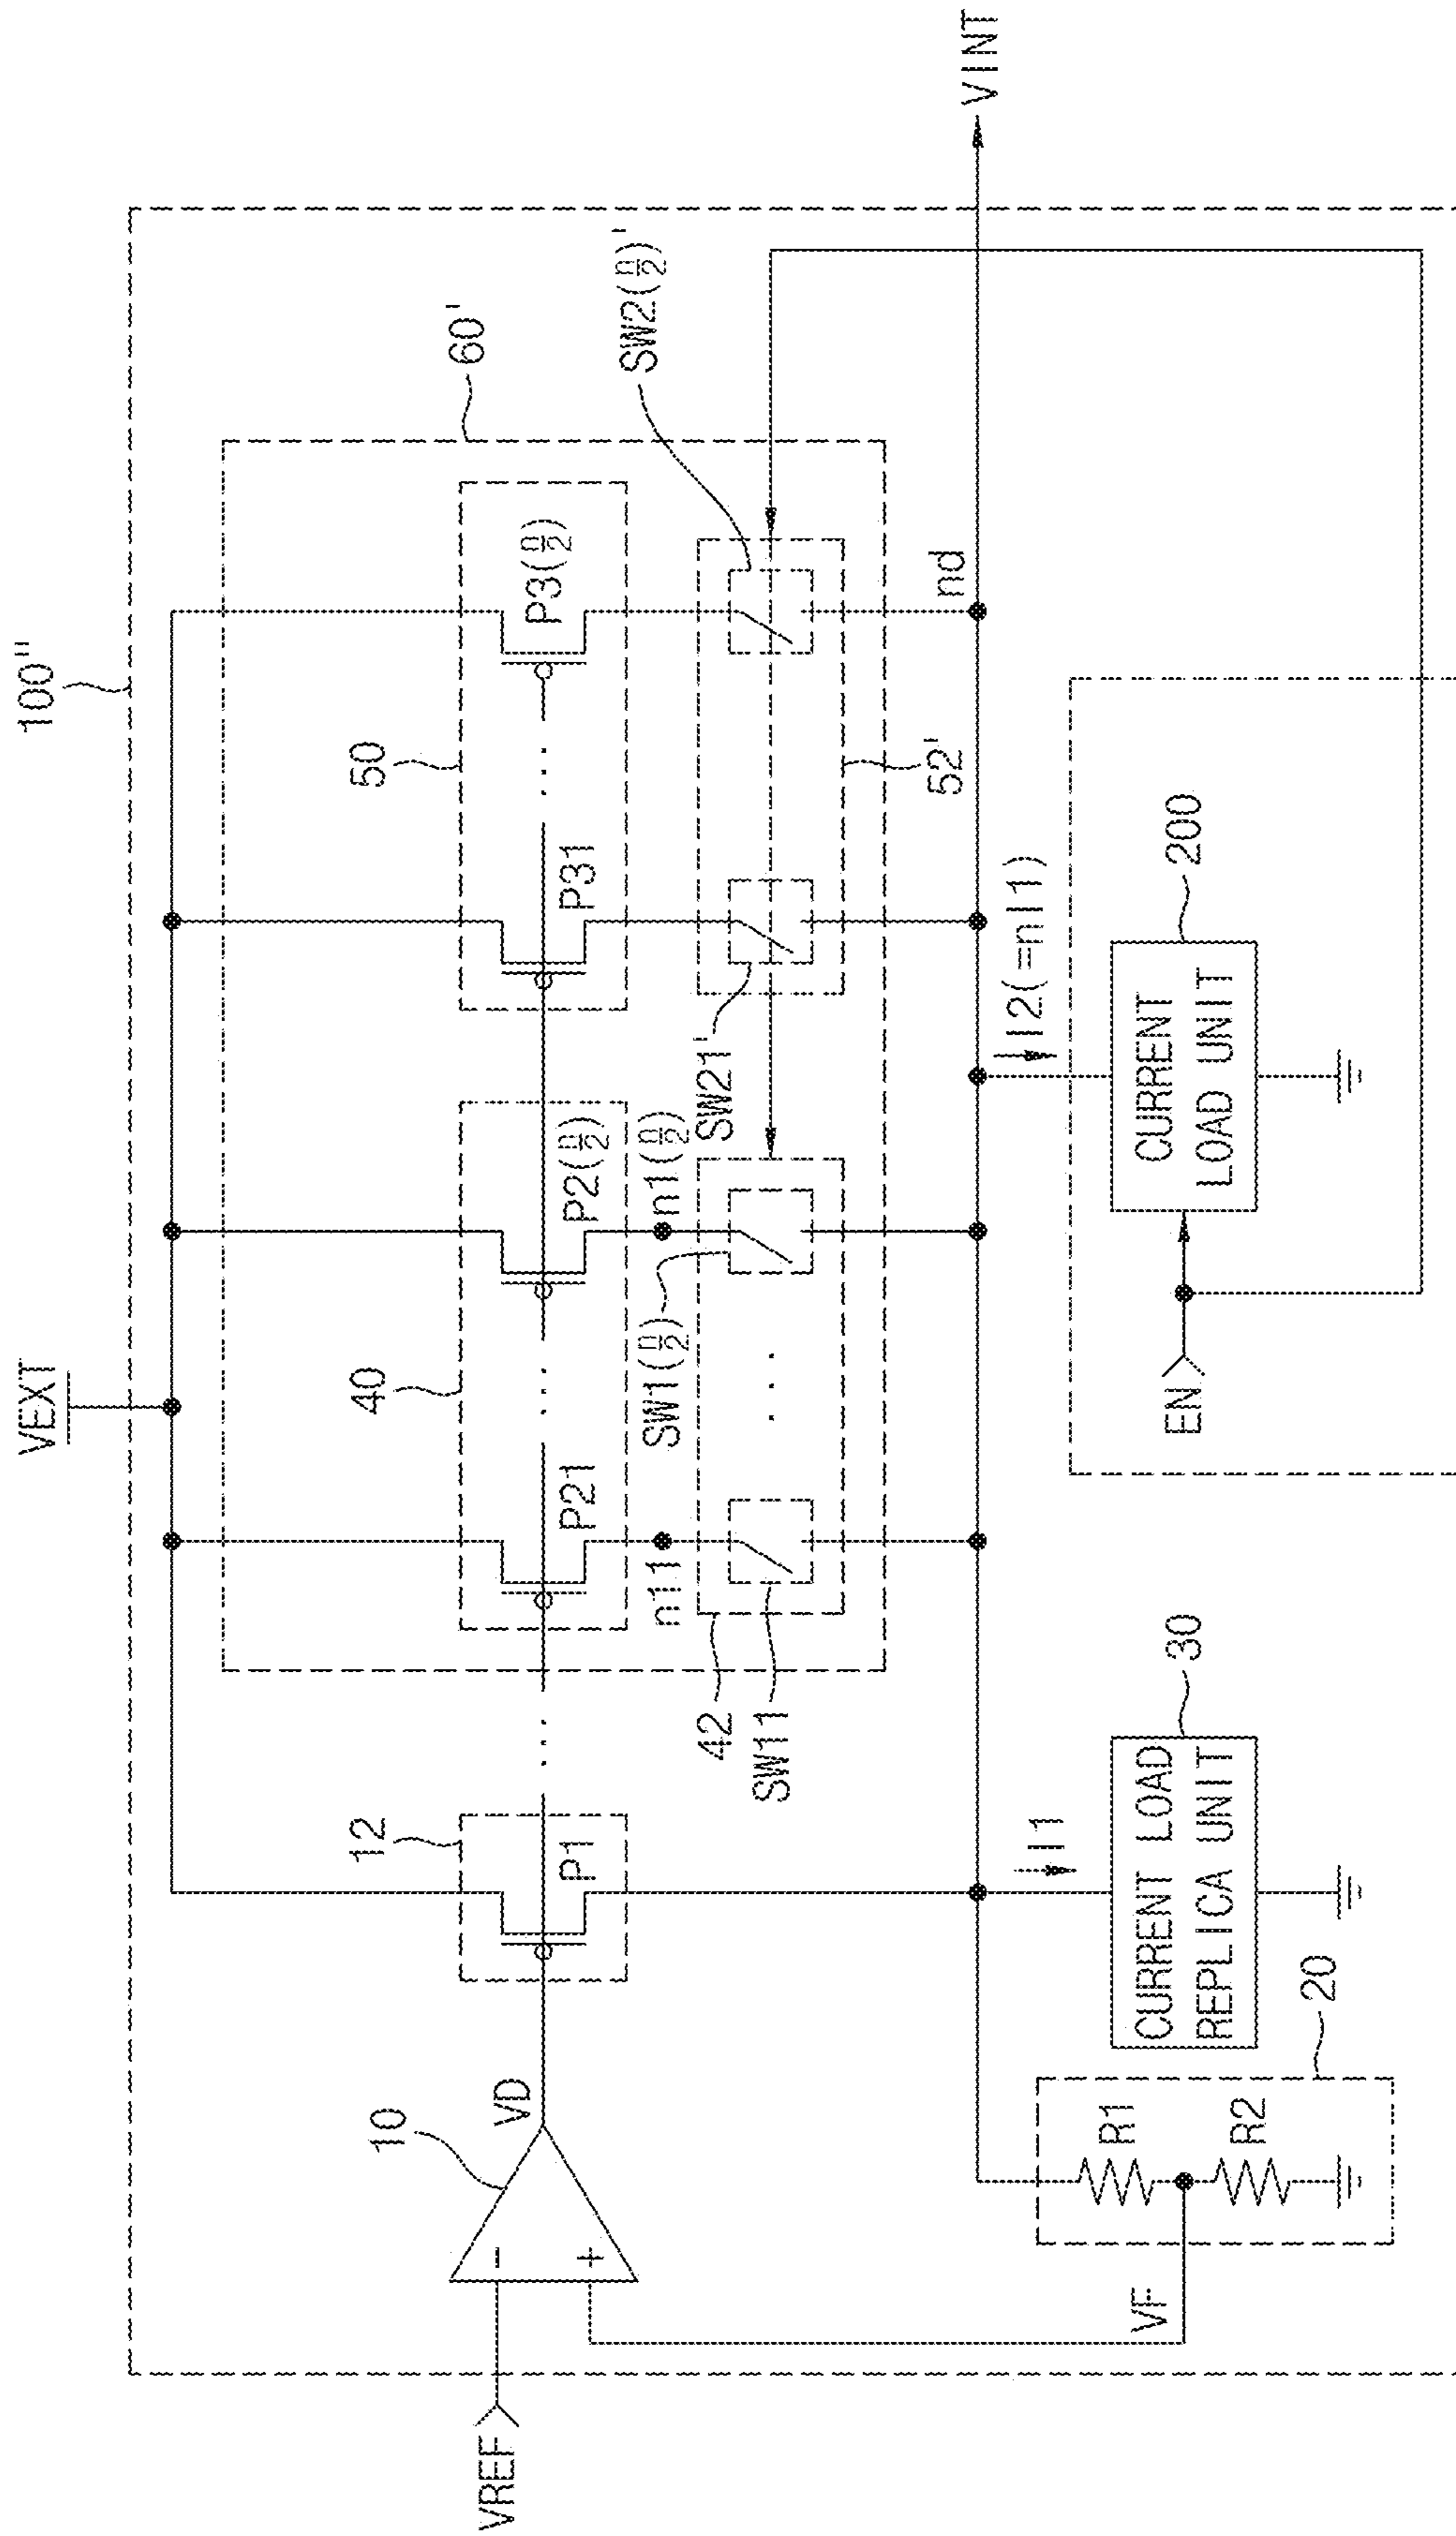 100"
VEXT
60'
12
40
50
10
VD
P1
P21
P2(n/2)
P31
P3(n/2)
VREF
−
+
n11
n1(n/2)
SW1(n/2)
SW21'
SW2(n/2)'
42
SW11
52'
nd
VINT
I1
I2(=nI1)
VF
R1
R2
20
CURRENT LOAD
REPLICA UNIT
30
EN
CURRENT
LOAD UNIT
200